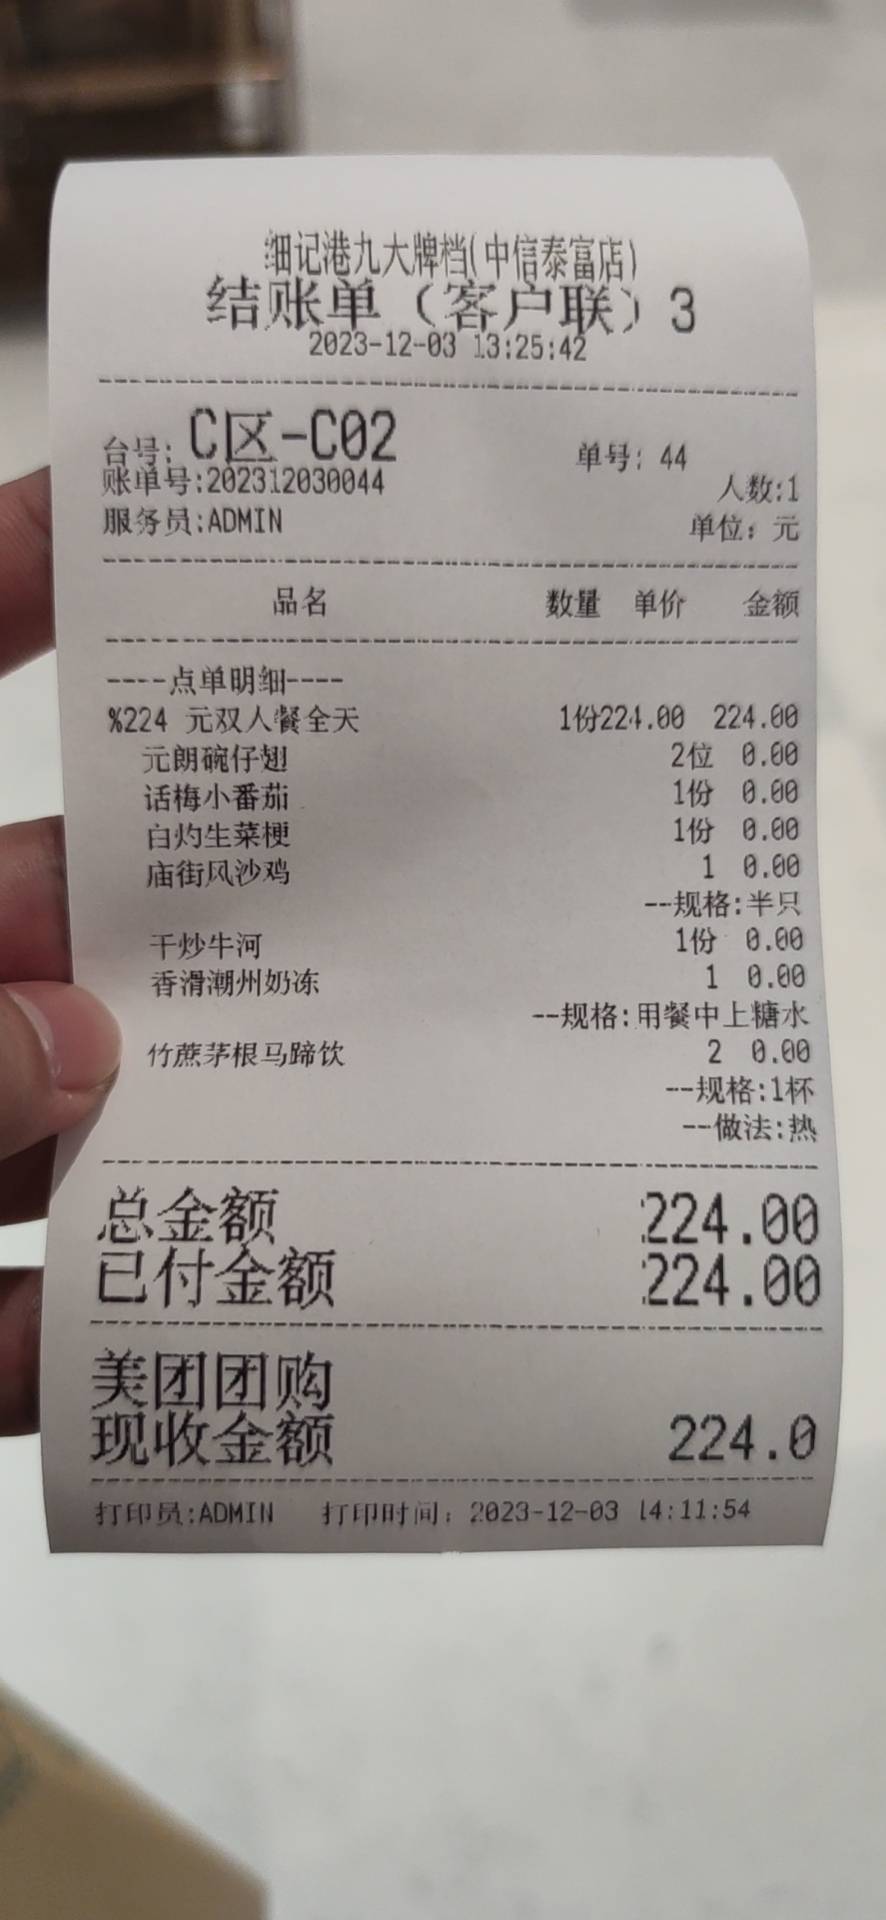 细记港九大牌档(中信泰富店)
结账单（客户联）3
2023-12-03 13:25:42
台号: C区-C02 单号: 44
账单号:202312030044 人数:1
服务员:ADMIN 单位: 元
品名 数量 单价 金额
----点单明细----
%224 元双人餐全天 1份224.00 224.00
元朗碗仔翅 2位 0.00
话梅小番茄 1份 0.00
白灼生菜梗 1份 0.00
庙街风沙鸡 1 0.00
--规格:半只
干炒牛河 1份 0.00
香滑潮州奶冻 1 0.00
--规格:用餐中上糖水
竹蔗茅根马蹄饮 2 0.00
--规格:1杯
--做法:热
总金额 224.00
已付金额 224.00
美团团购
现收金额 224.0
打印员:ADMIN 打印时间: 2023-12-03 14:11:54